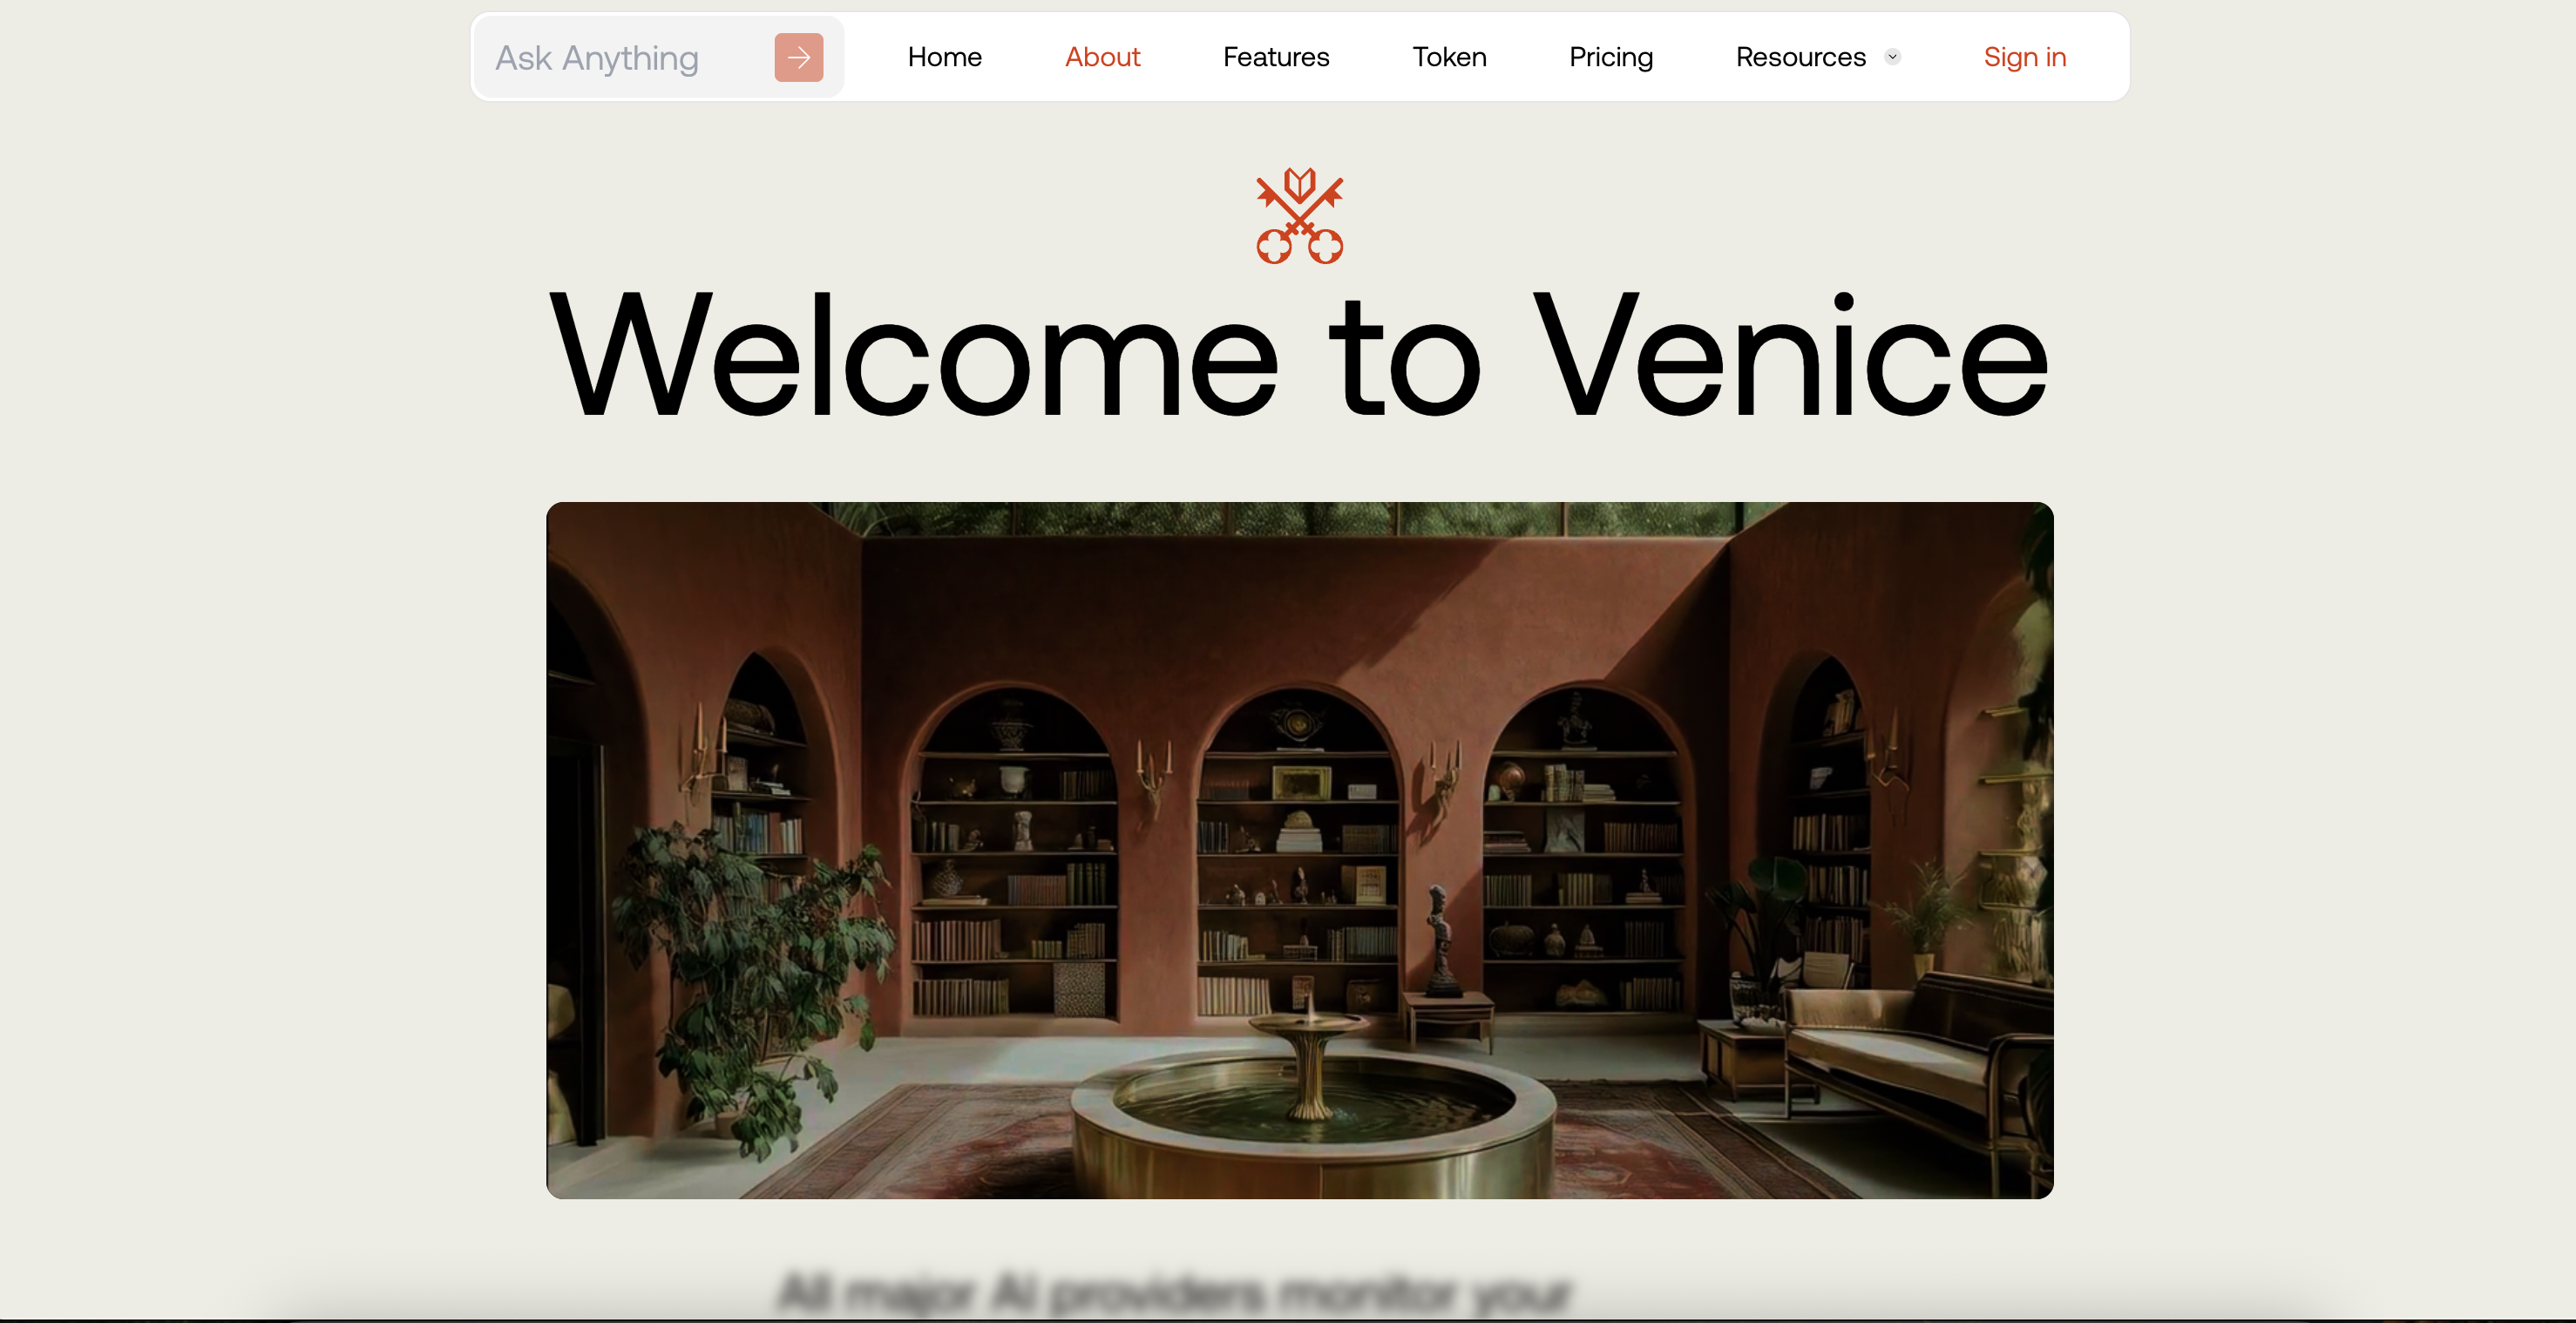 Ask Anything
Home
About
Features
Token
Pricing
Resources
Sign in
Welcome to Venice
All major AI providers monitor your